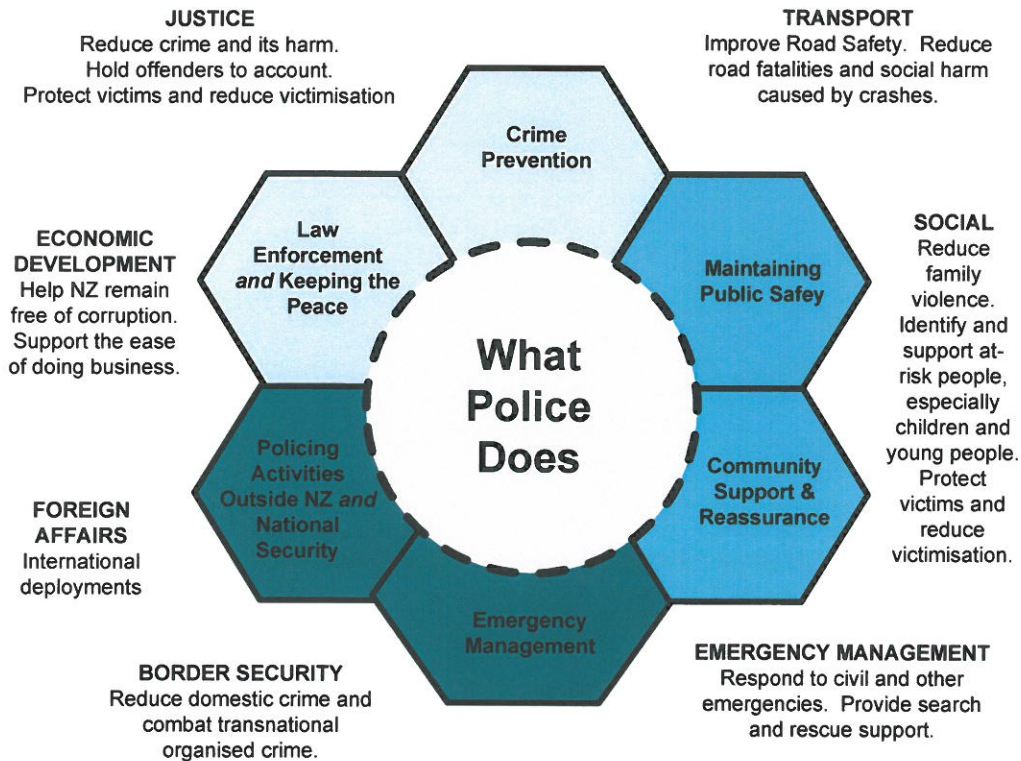 JUSTICE
Reduce crime and its harm.
Hold offenders to account.
Protect victims and reduce victimisation
TRANSPORT
Improve Road Safety. Reduce
road fatalities and social harm
caused by crashes.
Crime
Prevention
Law
Enforcement
and Keeping the
Peace
Maintaining
Public Safey
ECONOMIC
DEVELOPMENT
Help NZ remain
free of corruption.
Support the ease
of doing business.
SOCIAL
Reduce
family
violence.
Identify and
support at-
risk people,
especially
children and
young people.
Protect
victims and
reduce
victimisation.
What
Police
Does
Policing
Activities
Outside NZ and
National
Security
Community
Support &
Reassurance
FOREIGN
AFFAIRS
International
deployments
Emergency
Management
BORDER SECURITY
Reduce domestic crime and
combat transnational
organised crime.
EMERGENCY MANAGEMENT
Respond to civil and other
emergencies. Provide search
and rescue support.